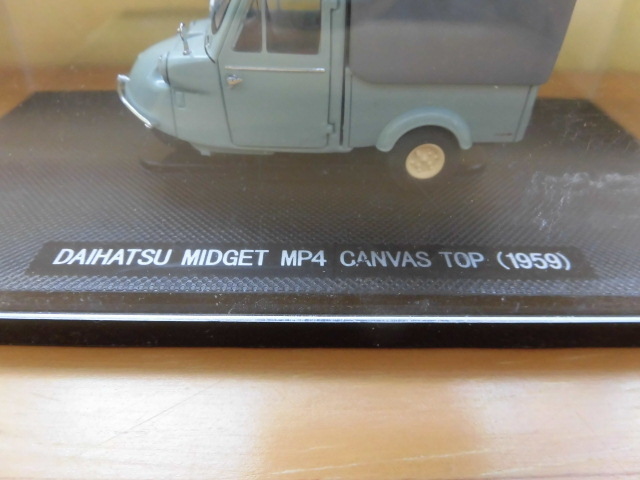 DAIHATSU MIDGET MP4 CANVAS TOP (1959)